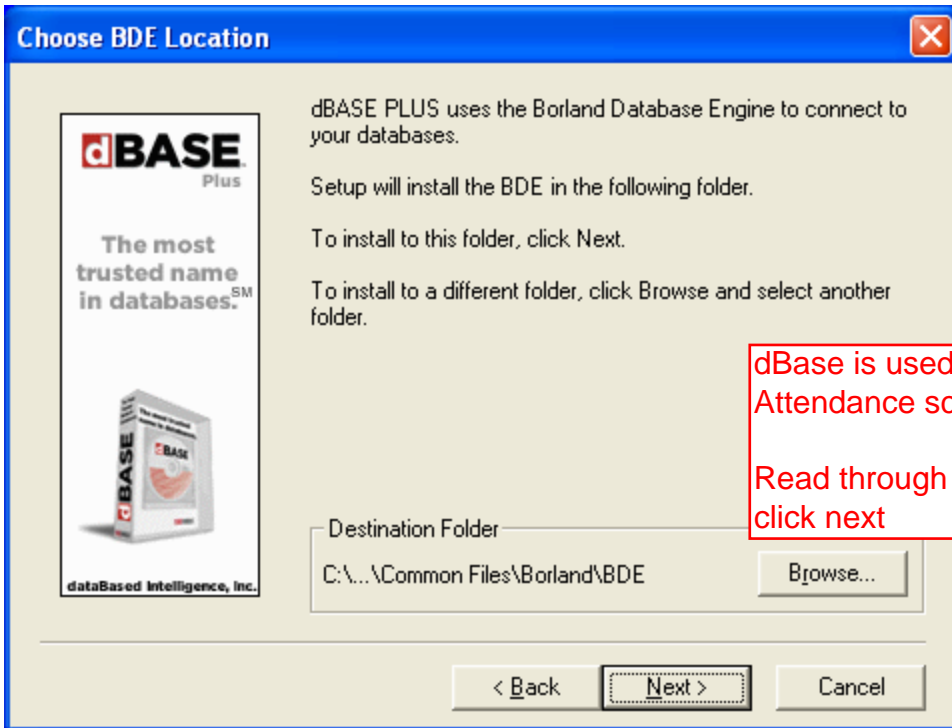 Choose BDE Location
dBASE
Plus
The most
trusted name
in databases.SM
dBASE
dataBased Intelligence, Inc.
dBASE PLUS uses the Borland Database Engine to connect to
your databases.
Setup will install the BDE in the following folder.
To install to this folder, click Next.
To install to a different folder, click Browse and select another
folder.
dBase is used
Attendance
Read through
click next
Destination Folder
C:\...\Common Files\Borland\BDE
Browse...
< Back
Next >
Cancel